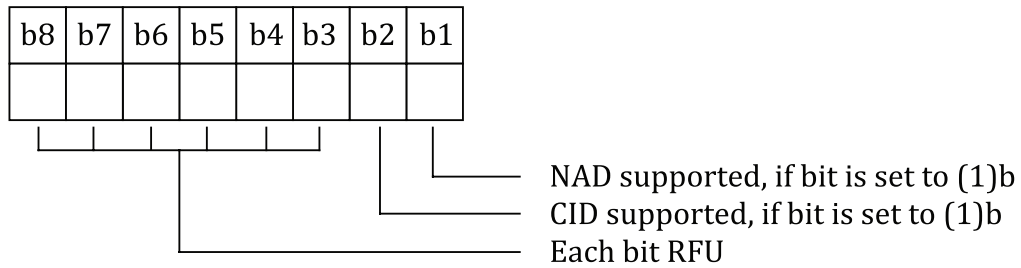 b8 b7 b6 b5 b4 b3 b2 b1
NAD supported, if bit is set to (1)b
CID supported, if bit is set to (1)b
Each bit RFU